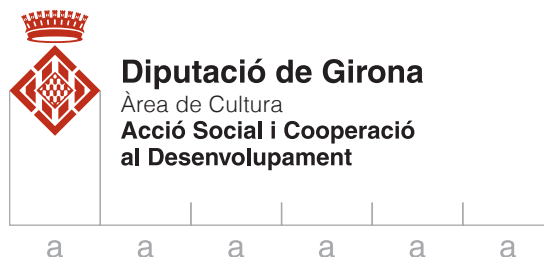 Diputació de Girona
Àrea de Cultura
Acció Social i Cooperació
al Desenvolupament
a a a a a a